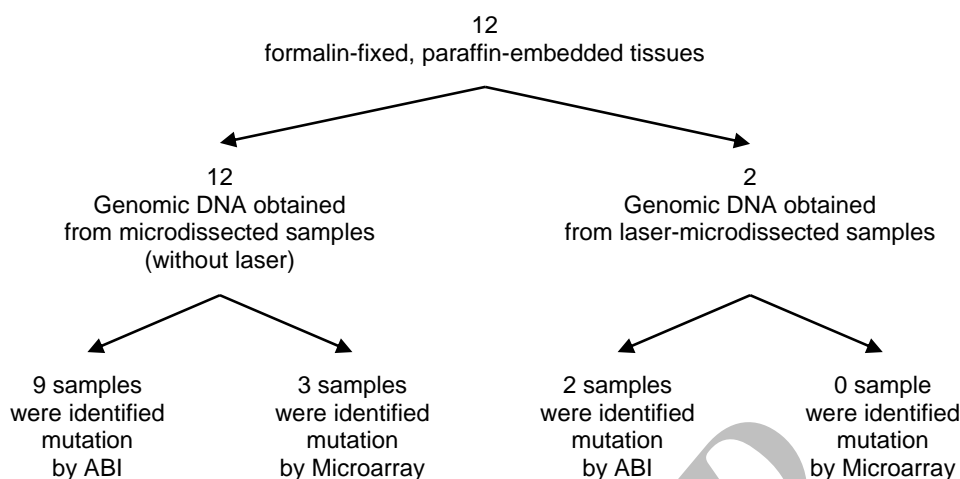 12
formalin-fixed, paraffin-embedded tissues
12
Genomic DNA obtained
from microdissected samples
(without laser)
2
Genomic DNA obtained
from laser-microdissected samples
9 samples
were identified
mutation
by ABI
3 samples
were identified
mutation
by Microarray
2 samples
were identified
mutation
by ABI
0 sample
were identified
mutation
by Microarray